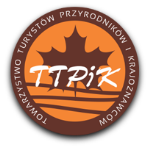 TOWARZYSTWO TURYSTÓW PRZYRODNIKÓW I KRAJOZNAWCÓW
TTPiK